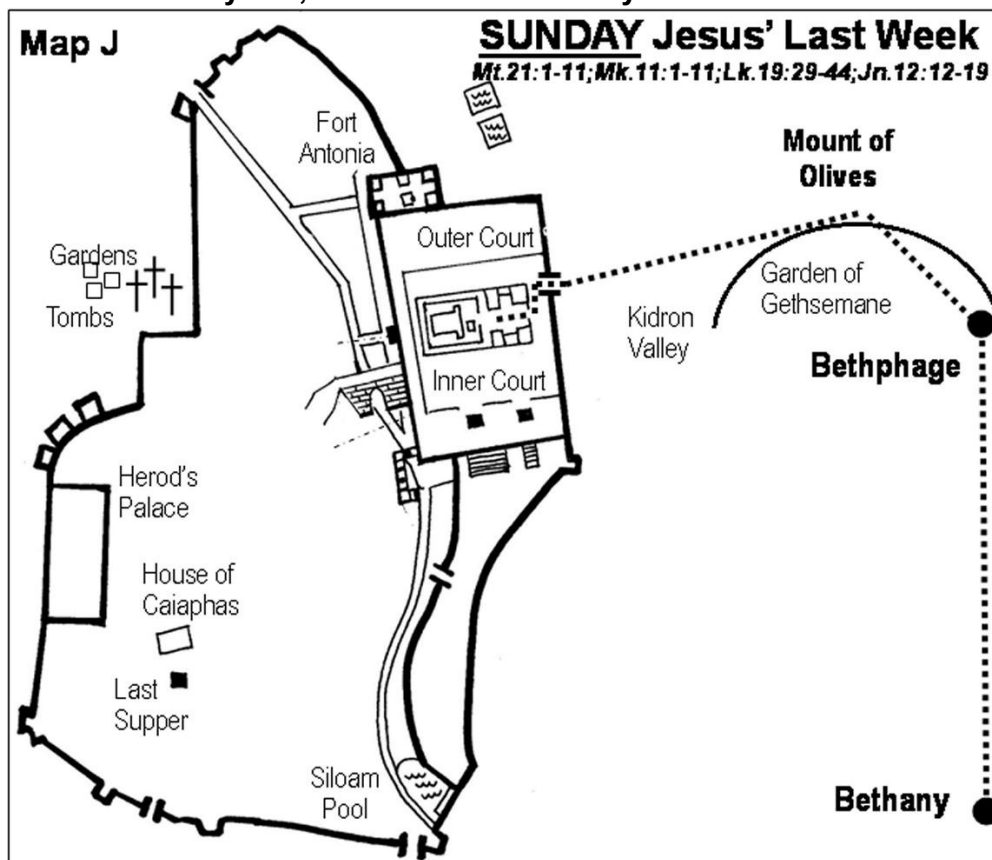 Map J
SUNDAY Jesus' Last Week
Mt.21:1-11;Mk.11:1-11;Lk.19:29-44;Jn.12:12-19
Fort
Antonia
Mount of
Olives
Outer Court
Gardens
Tombs
Garden of
Gethsemane
Kidron
Valley
Bethphage
Inner Court
Herod's
Palace
House of
Caiaphas
Last
Supper
Siloam
Pool
Bethany